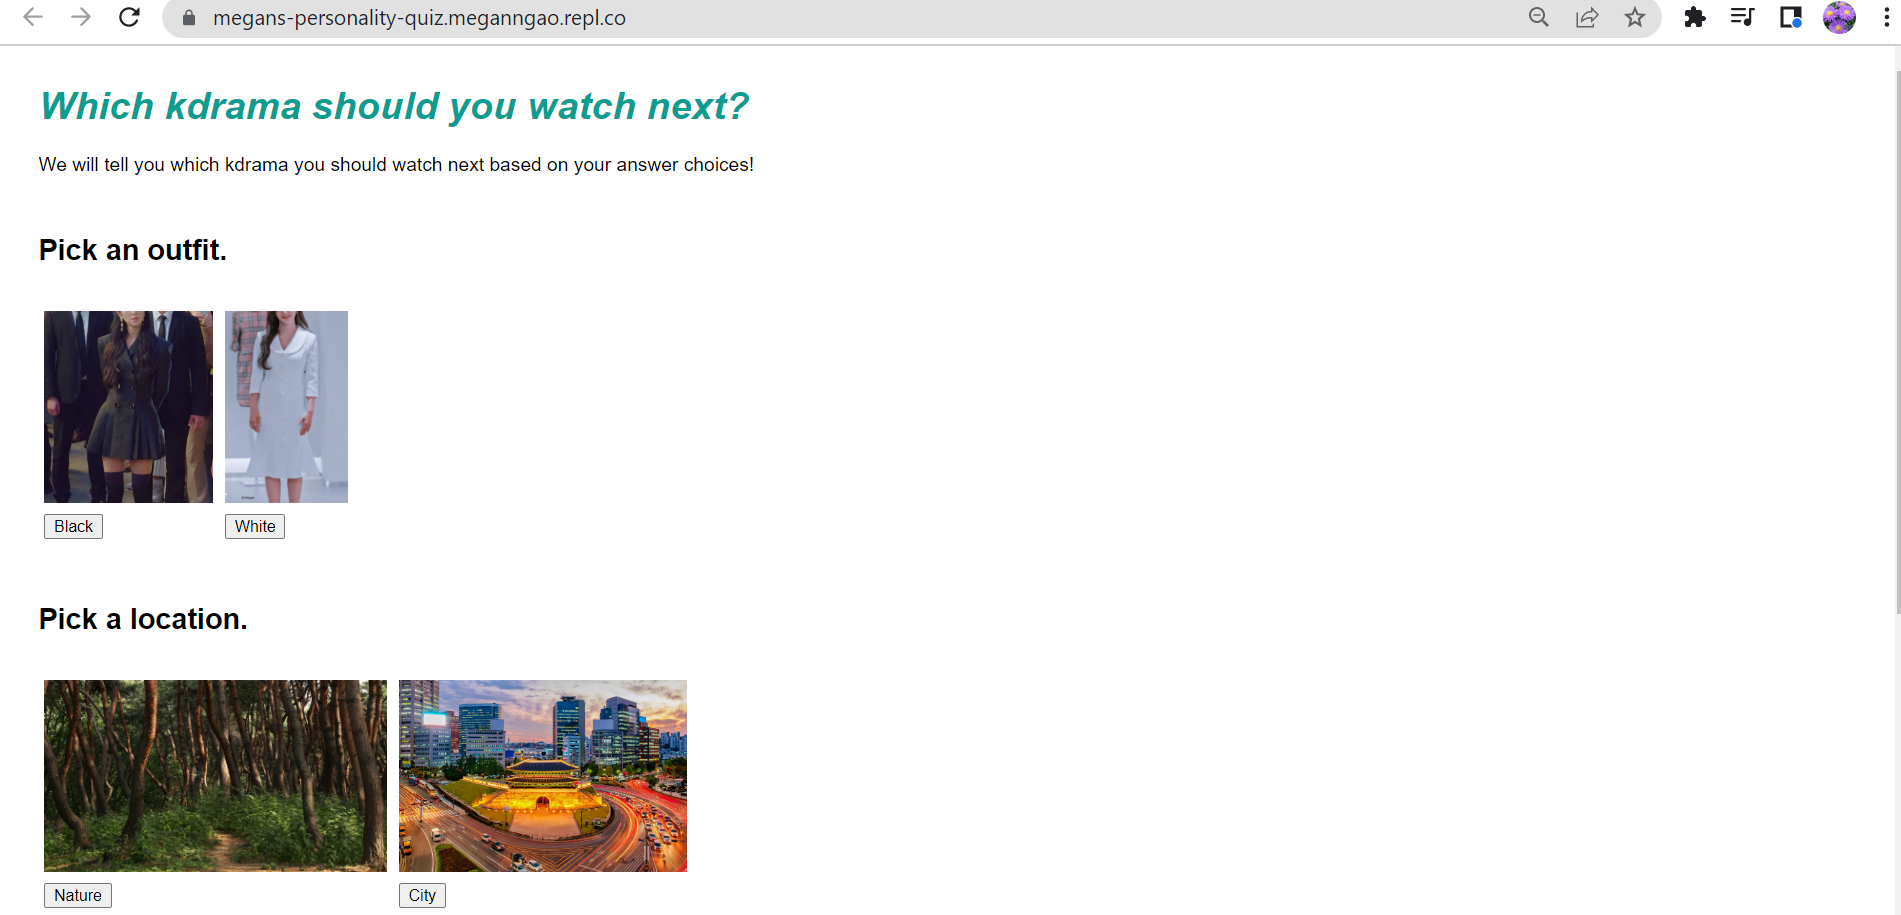 megans-personality-quiz.meganngao.repl.co
Which kdrama should you watch next?
We will tell you which kdrama you should watch next based on your answer choices!
Pick an outfit.
Black
White
Pick a location.
Nature
City